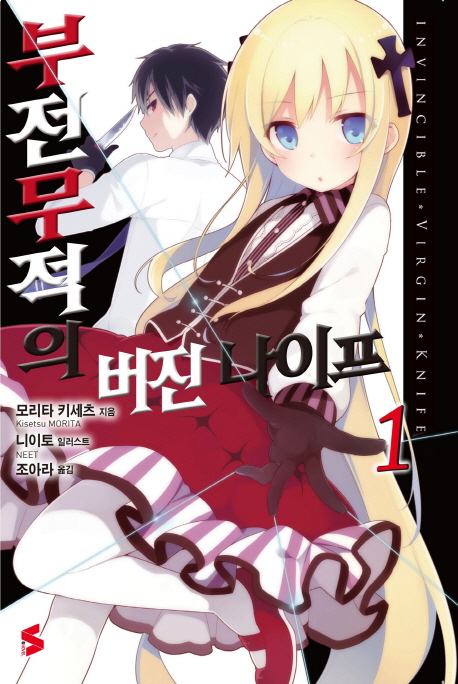 부전무적의
버진 나이프
1
INVINCIBLE*VIRGIN*KNIFE
모리타 키세츠 지음
Kisetsu MORITA
니이토 일러스트
NEET
조아라 옮김